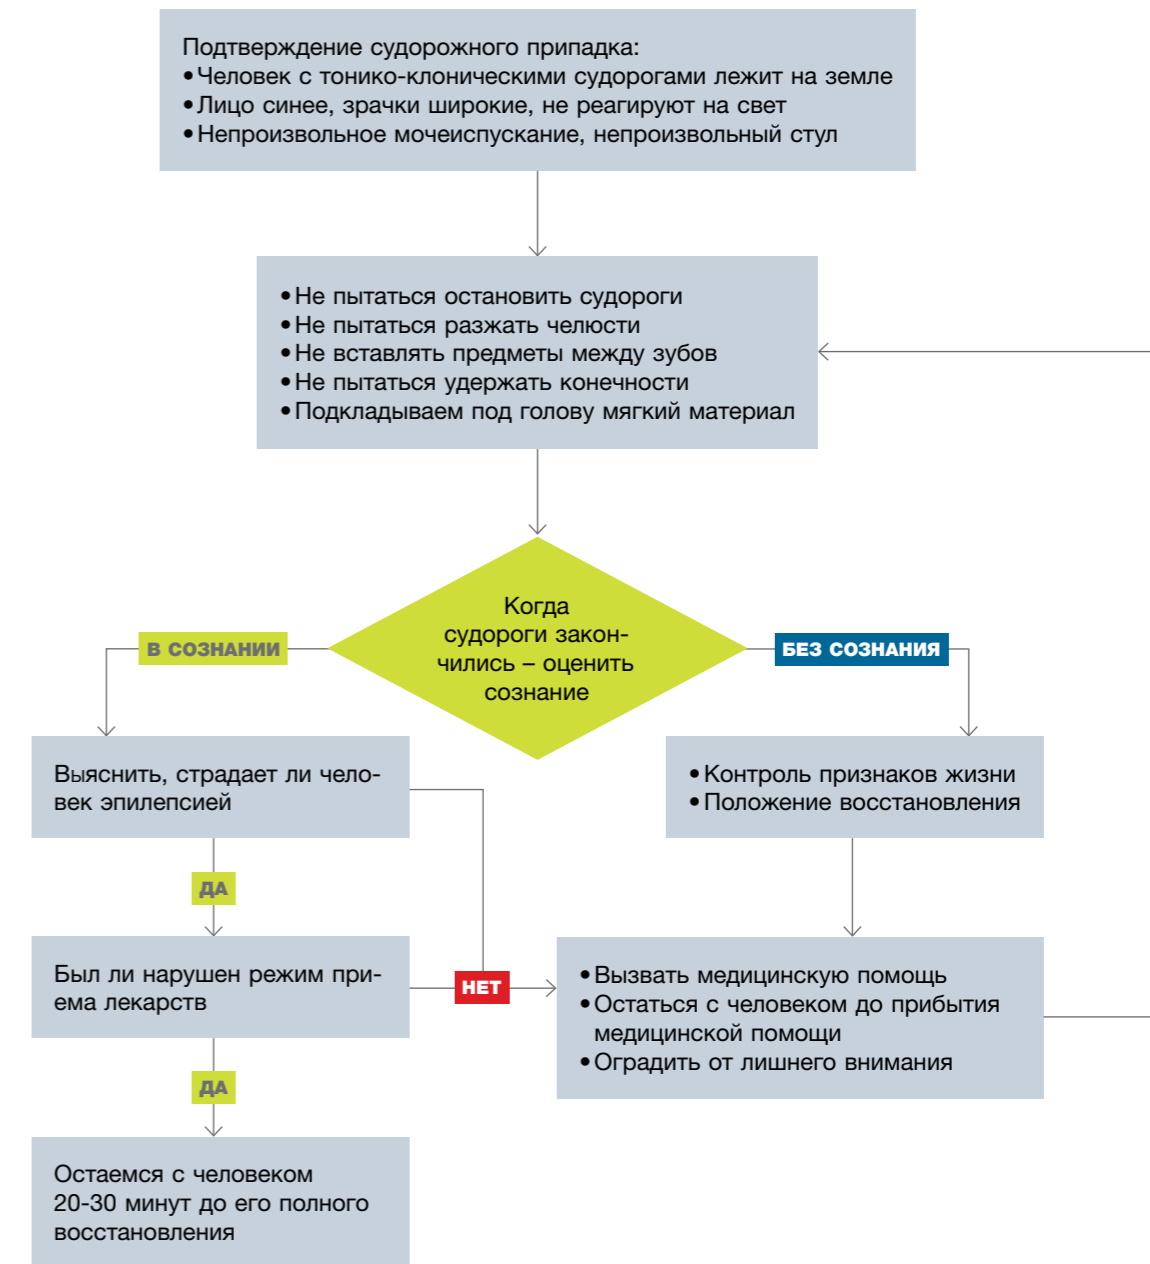 Подтверждение судорожного припадка:
•Человек с тонико-клоническими судорогами лежит на земле
•Лицо синее, зрачки широкие, не реагируют на свет
•Непроизвольное мочеиспускание, непроизвольный стул
•Не пытаться остановить судороги
•Не пытаться разжать челюсти
•Не вставлять предметы между зубов
•Не пытаться удержать конечности
•Подкладываем под голову мягкий материал
Когда
судороги закон-
чились – оценить
сознание
В СОЗНАНИИ
БЕЗ СОЗНАНИЯ
Выяснить, страдает ли чело-
век эпилепсией
•Контроль признаков жизни
•Положение восстановления
ДА
Был ли нарушен режим при-
ема лекарств
НЕТ
•Вызвать медицинскую помощь
•Остаться с человеком до прибытия
медицинской помощи
•Оградить от лишнего внимания
ДА
Остаемся с человеком
20-30 минут до его полного
восстановления